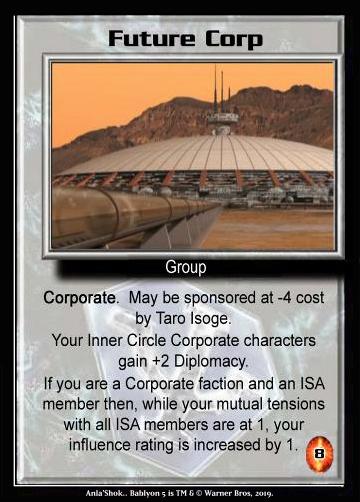 Future Corp
Group
Corporate. May be sponsored at -4 cost
by Taro Isoge.
Your Inner Circle Corporate characters
gain +2 Diplomacy.
If you are a Corporate faction and an ISA
member then, while your mutual tensions
with all ISA members are at 1, your
influence rating is increased by 1.
8
Anla'Shok.. Bablyon 5 is TM & © Warner Bros, 2019.